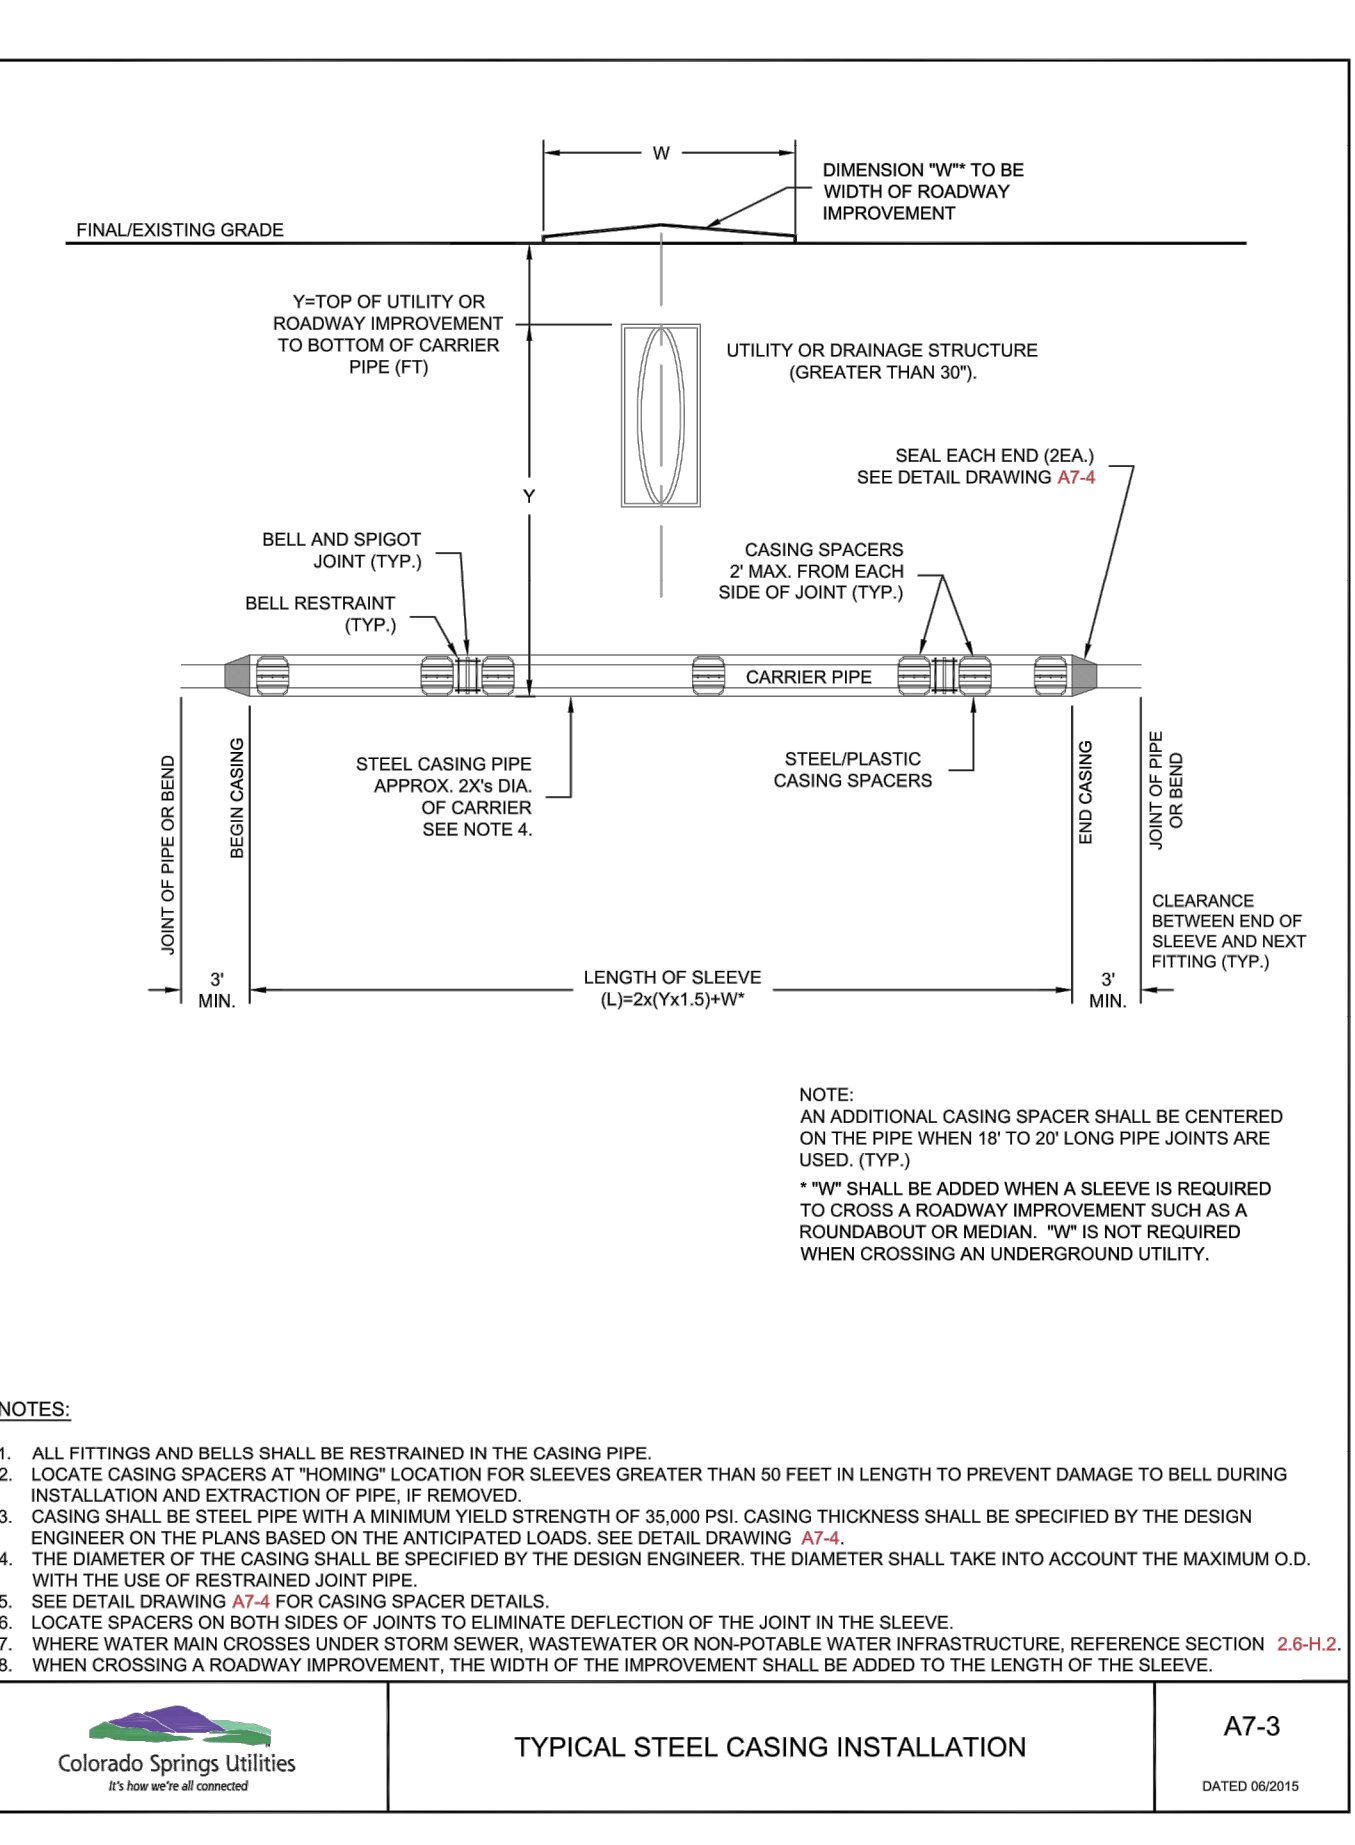 W
DIMENSION "W"* TO BE
WIDTH OF ROADWAY
IMPROVEMENT
FINAL/EXISTING GRADE
Y=TOP OF UTILITY OR
ROADWAY IMPROVEMENT
TO BOTTOM OF CARRIER
PIPE (FT)
UTILITY OR DRAINAGE STRUCTURE
(GREATER THAN 30").
SEAL EACH END (2EA.)
SEE DETAIL DRAWING A7-4
Y
BELL AND SPIGOT
JOINT (TYP.)
CASING SPACERS
2' MAX. FROM EACH
SIDE OF JOINT (TYP.)
BELL RESTRAINT
(TYP.)
CARRIER PIPE
STEEL CASING PIPE
APPROX. 2X's DIA.
OF CARRIER
SEE NOTE 4.
STEEL/PLASTIC
CASING SPACERS
JOINT OF PIPE OR BEND
BEGIN CASING
END CASING
JOINT OF PIPE
OR BEND
CLEARANCE
BETWEEN END OF
SLEEVE AND NEXT
FITTING (TYP.)
3'
MIN.
LENGTH OF SLEEVE
(L)=2x(Yx1.5)+W*
3'
MIN.
NOTE:
AN ADDITIONAL CASING SPACER SHALL BE CENTERED
ON THE PIPE WHEN 18' TO 20' LONG PIPE JOINTS ARE
USED. (TYP.)
* "W" SHALL BE ADDED WHEN A SLEEVE IS REQUIRED
TO CROSS A ROADWAY IMPROVEMENT SUCH AS A
ROUNDABOUT OR MEDIAN. "W" IS NOT REQUIRED
WHEN CROSSING AN UNDERGROUND UTILITY.
NOTES:
1. ALL FITTINGS AND BELLS SHALL BE RESTRAINED IN THE CASING PIPE.
2. LOCATE CASING SPACERS AT "HOMING" LOCATION FOR SLEEVES GREATER THAN 50 FEET IN LENGTH TO PREVENT DAMAGE TO BELL DURING
INSTALLATION AND EXTRACTION OF PIPE, IF REMOVED.
3. CASING SHALL BE STEEL PIPE WITH A MINIMUM YIELD STRENGTH OF 35,000 PSI. CASING THICKNESS SHALL BE SPECIFIED BY THE DESIGN
ENGINEER ON THE PLANS BASED ON THE ANTICIPATED LOADS. SEE DETAIL DRAWING A7-4.
4. THE DIAMETER OF THE CASING SHALL BE SPECIFIED BY THE DESIGN ENGINEER. THE DIAMETER SHALL TAKE INTO ACCOUNT THE MAXIMUM O.D.
WITH THE USE OF RESTRAINED JOINT PIPE.
5. SEE DETAIL DRAWING A7-4 FOR CASING SPACER DETAILS.
6. LOCATE SPACERS ON BOTH SIDES OF JOINTS TO ELIMINATE DEFLECTION OF THE JOINT IN THE SLEEVE.
7. WHERE WATER MAIN CROSSES UNDER STORM SEWER, WASTEWATER OR NON-POTABLE WATER INFRASTRUCTURE, REFERENCE SECTION 2.6-H.2.
8. WHEN CROSSING A ROADWAY IMPROVEMENT, THE WIDTH OF THE IMPROVEMENT SHALL BE ADDED TO THE LENGTH OF THE SLEEVE.
Colorado Springs Utilities
It's how we're all connected
TYPICAL STEEL CASING INSTALLATION
A7-3
DATED 06/2015